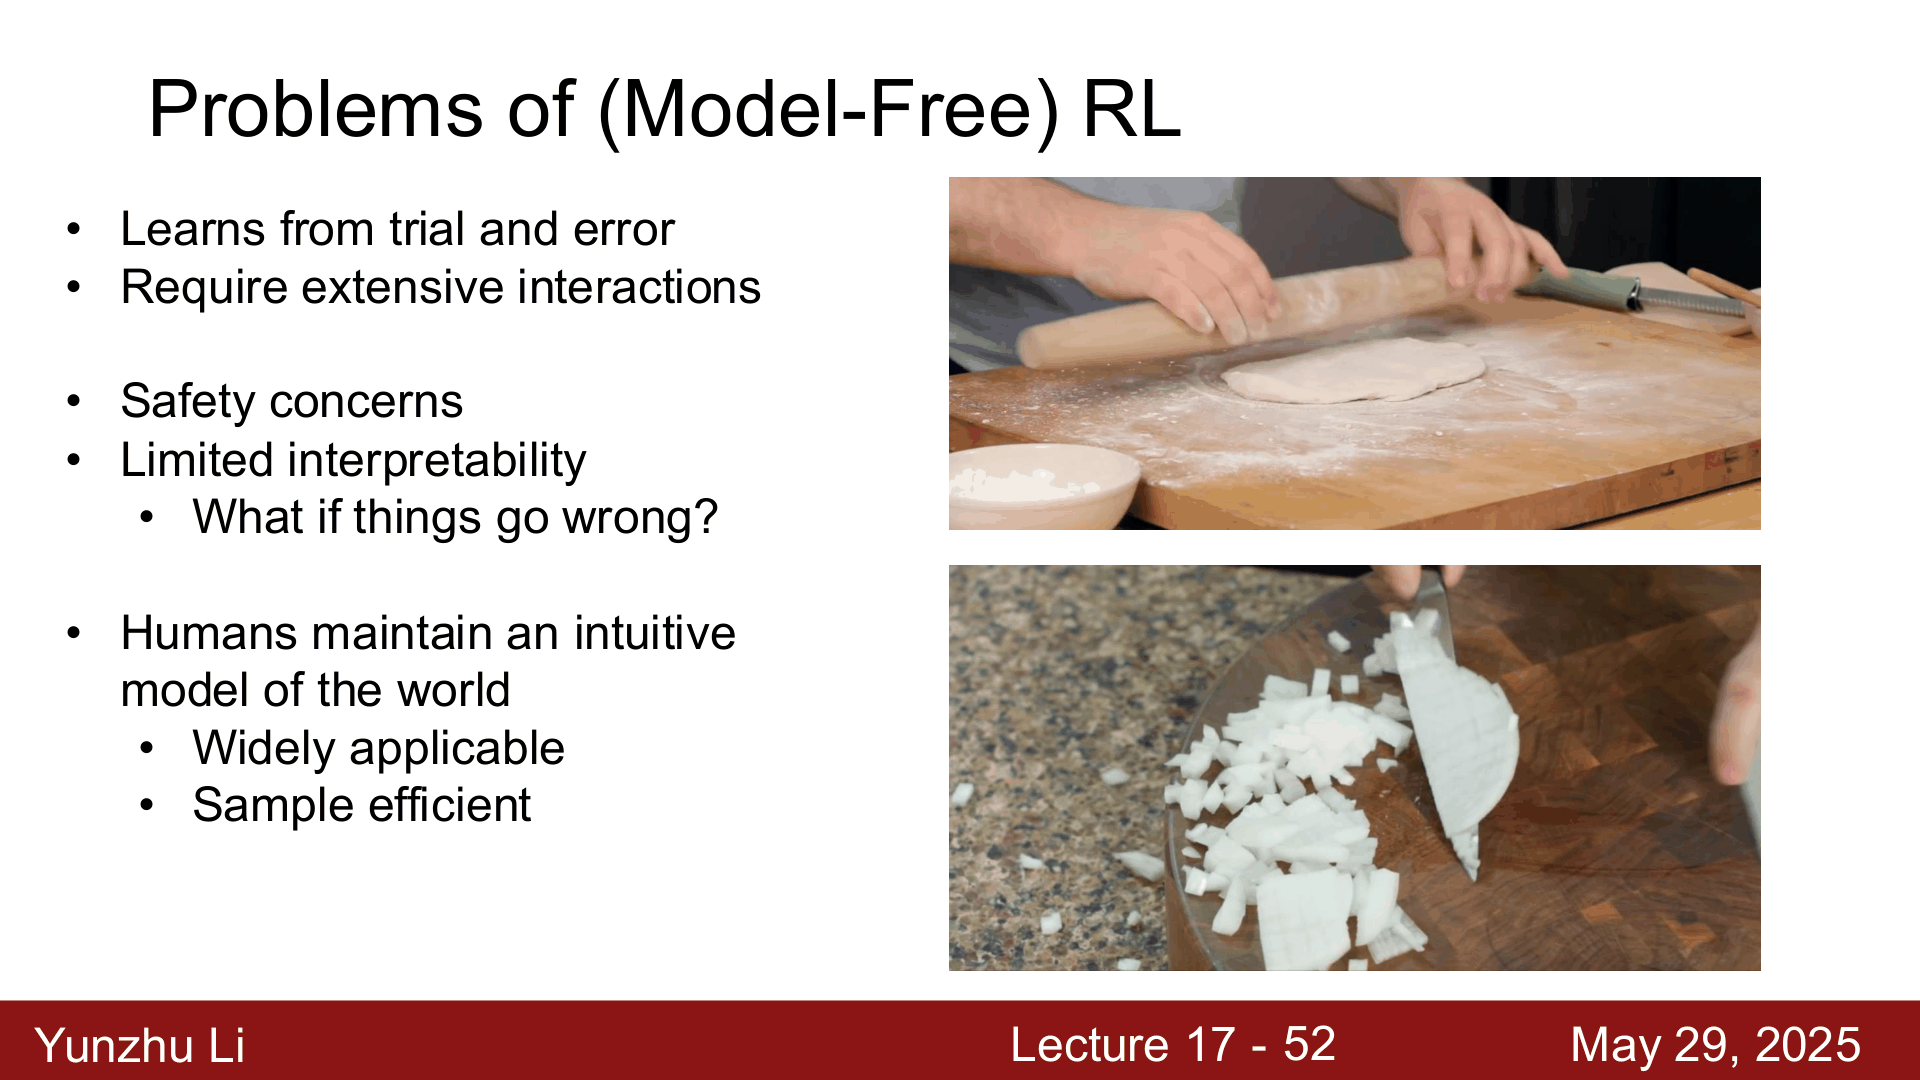 Problems of (Model-Free) RL
• Learns from trial and error
• Require extensive interactions
• Safety concerns
• Limited interpretability
• What if things go wrong?
• Humans maintain an intuitive
model of the world
• Widely applicable
• Sample efficient
Yunzhu Li
Lecture 17 - 52
May 29, 2025